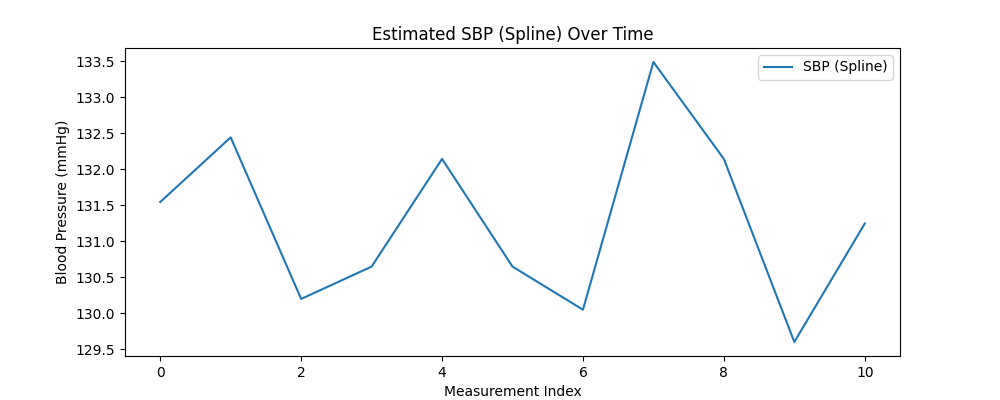 Estimated SBP (Spline) Over Time
SBP (Spline)
Blood Pressure (mmHg)
133.5
133.0
132.5
132.0
131.5
131.0
130.5
130.0
129.5
0 2 4 6 8 10
Measurement Index